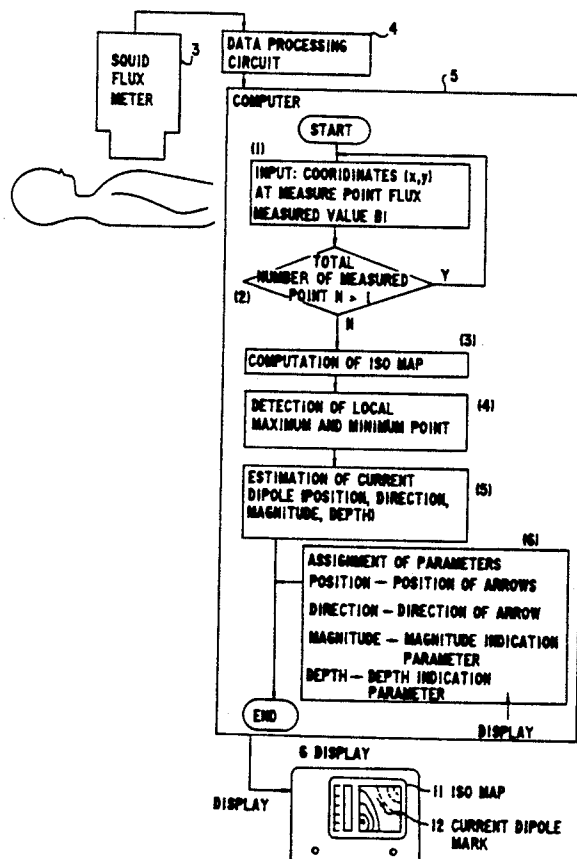 3
SQUID
FLUX
METER
4
DATA PROCESSING
CIRCUIT
5
COMPUTER
START
(1)
INPUT: COORIDINATES (x,y)
AT MEASURE POINT FLUX
MEASURED VALUE Bi
TOTAL
NUMBER OF MEASURED
POINT N > i
Y
(2)
N
(3)
COMPUTATION OF ISO MAP
DETECTION OF LOCAL
MAXIMUM AND MINIMUM POINT
(4)
ESTIMATION OF CURRENT
DIPOLE (POSITION, DIRECTION,
MAGNITUDE, DEPTH)
(5)
(6)
ASSIGNMENT OF PARAMETERS
POSITION — POSITION OF ARROWS
DIRECTION — DIRECTION OF ARROW
MAGNITUDE — MAGNITUDE INDICATION
PARAMETER
DEPTH — DEPTH INDICATION
PARAMETER
END
DISPLAY
6 DISPLAY
DISPLAY
11 ISO MAP
12 CURRENT DIPOLE
MARK